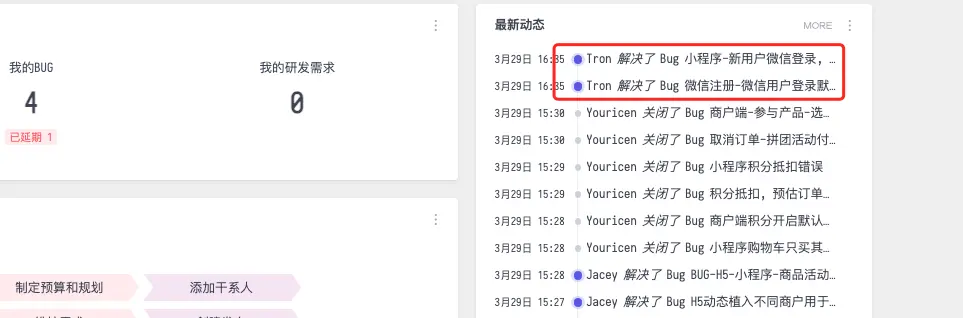 我的BUG
4
已延期 1
我的研发需求
0
制定预算和规划
添加干系人
最新动态
MORE
3月29日 16:35 Tron 解决了 Bug 小程序-新用户微信登录，…
3月29日 16:35 Tron 解决了 Bug 微信注册-微信用户登录默…
3月29日 15:30 Youricen 关闭了 Bug 商户端-参与产品-选…
3月29日 15:30 Youricen 关闭了 Bug 取消订单-拼团活动付…
3月29日 15:29 Youricen 关闭了 Bug 小程序积分抵扣错误
3月29日 15:29 Youricen 关闭了 Bug 积分抵扣，预估订单…
3月29日 15:28 Youricen 关闭了 Bug 商户端积分开启默认…
3月29日 15:28 Youricen 关闭了 Bug 小程序购物车只买其…
3月29日 15:28 Jacey 解决了 Bug BUG-H5-小程序-商品活动…
3月29日 15:27 Jacey 解决了 Bug H5动态植入不同商户用于…